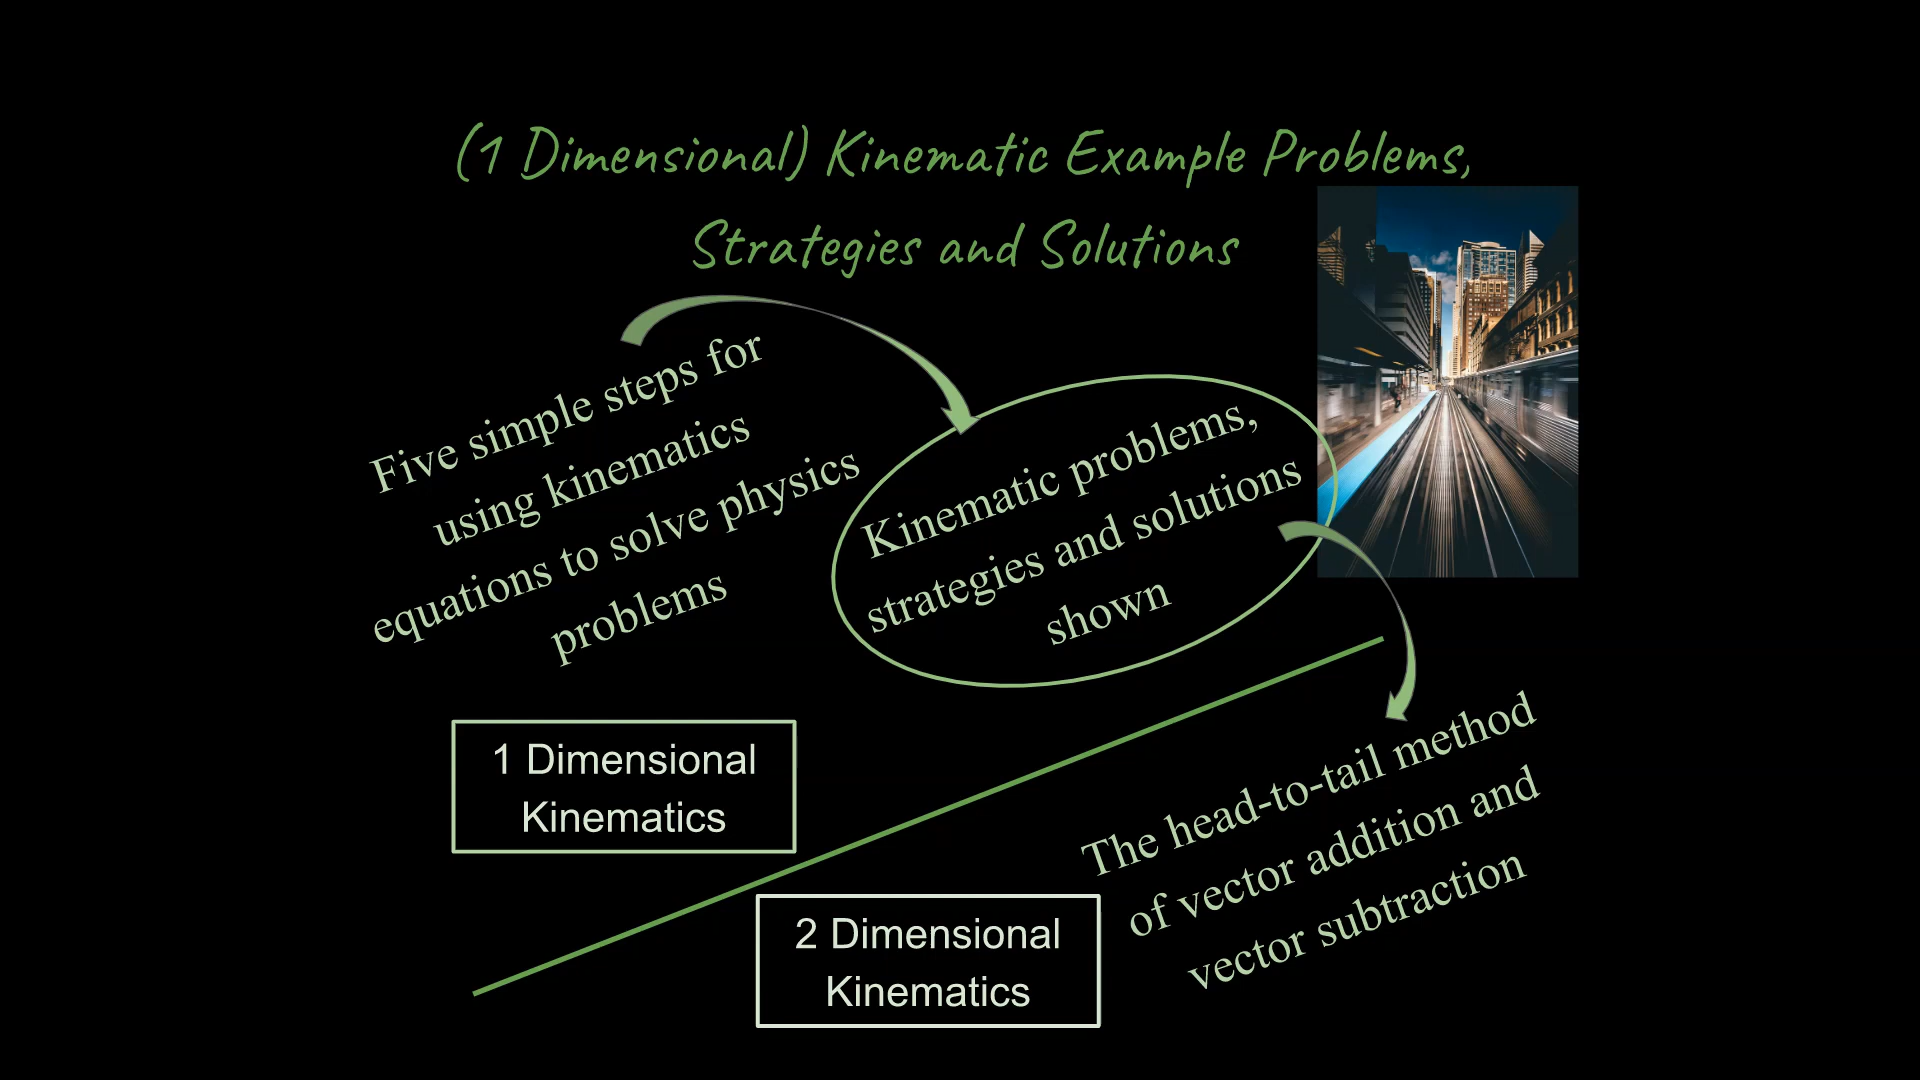 (1 Dimensional) Kinematic Example Problems,
Strategies and Solutions
Five simple steps for
using kinematics
equations to solve physics
problems
Kinematic problems,
strategies and solutions
shown
1 Dimensional
Kinematics
The head-to-tail method
of vector addition and
vector subtraction
2 Dimensional
Kinematics